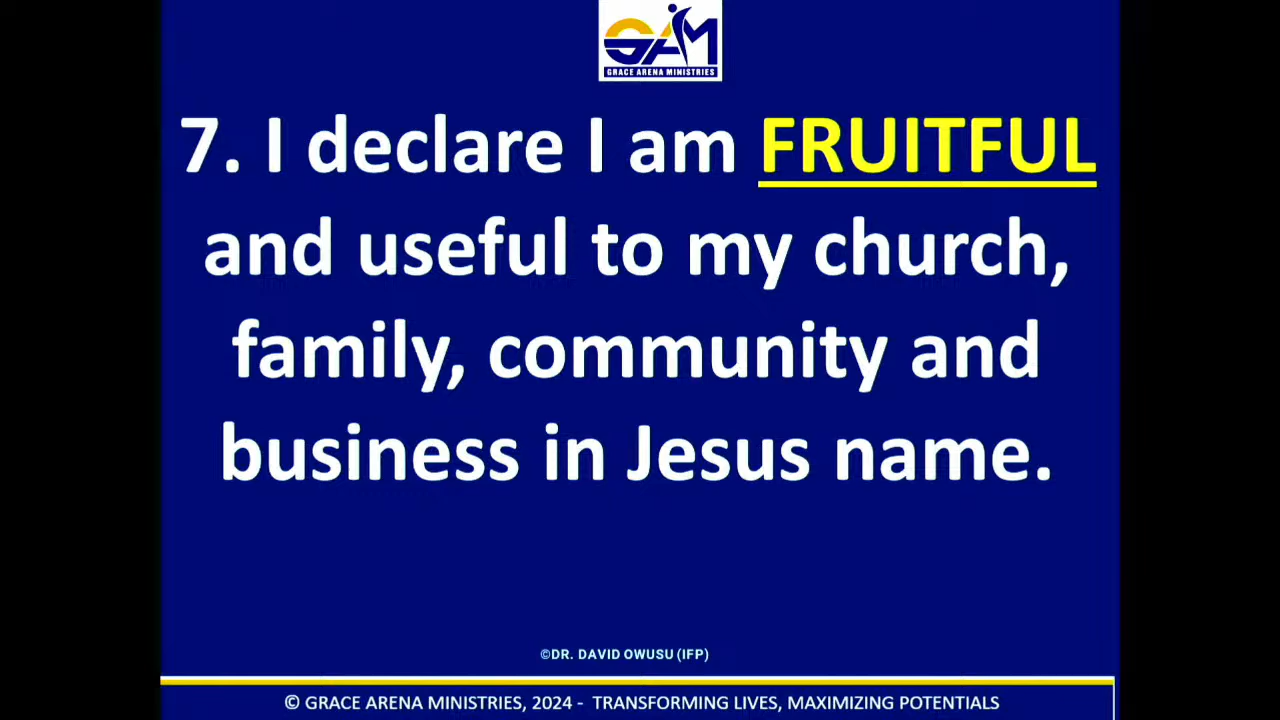 GAM
GRACE ARENA MINISTRIES
7. I declare I am FRUITFUL
and useful to my church,
family, community and
business in Jesus name.
©DR. DAVID OWUSU (IFP)
© GRACE ARENA MINISTRIES, 2024 - TRANSFORMING LIVES, MAXIMIZING POTENTIALS